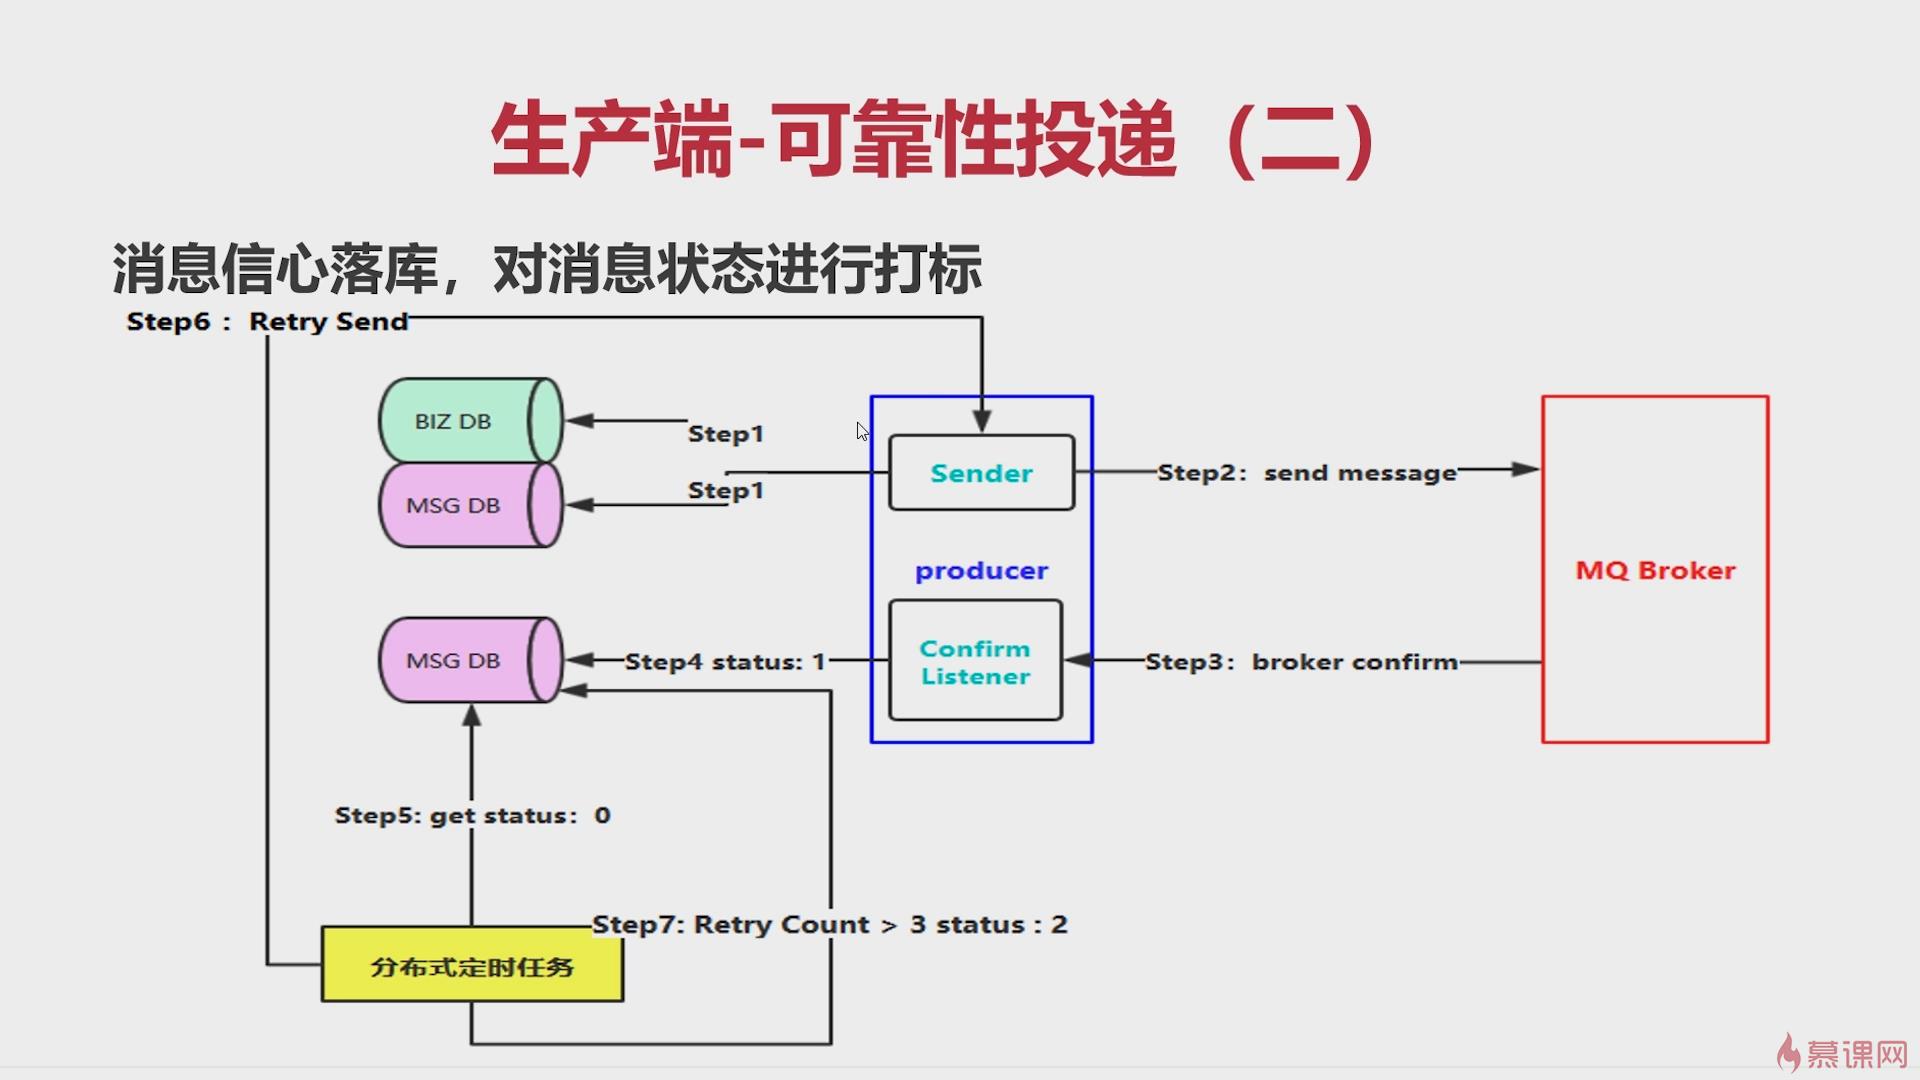 生产端-可靠性投递（二）
消息信心落库，对消息状态进行打标
Step6： Retry Send
BIZ DB
Step1
MSG DB
Step1
Sender
Step2：send message
producer
MQ Broker
Confirm
Listener
MSG DB
Step4 status: 1
Step3：broker confirm
Step5: get status：0
Step7: Retry Count > 3 status : 2
分布式定时任务
慕课网